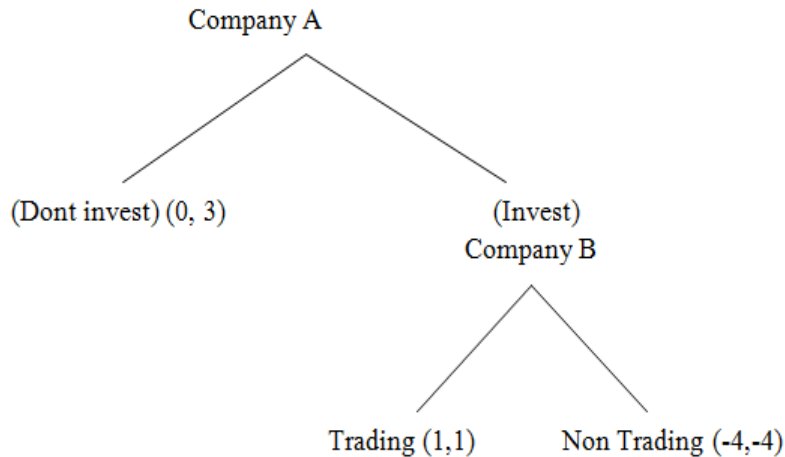 Company A
(Dont invest) (0, 3)
(Invest)
Company B
Trading (1,1)
Non Trading (-4,-4)